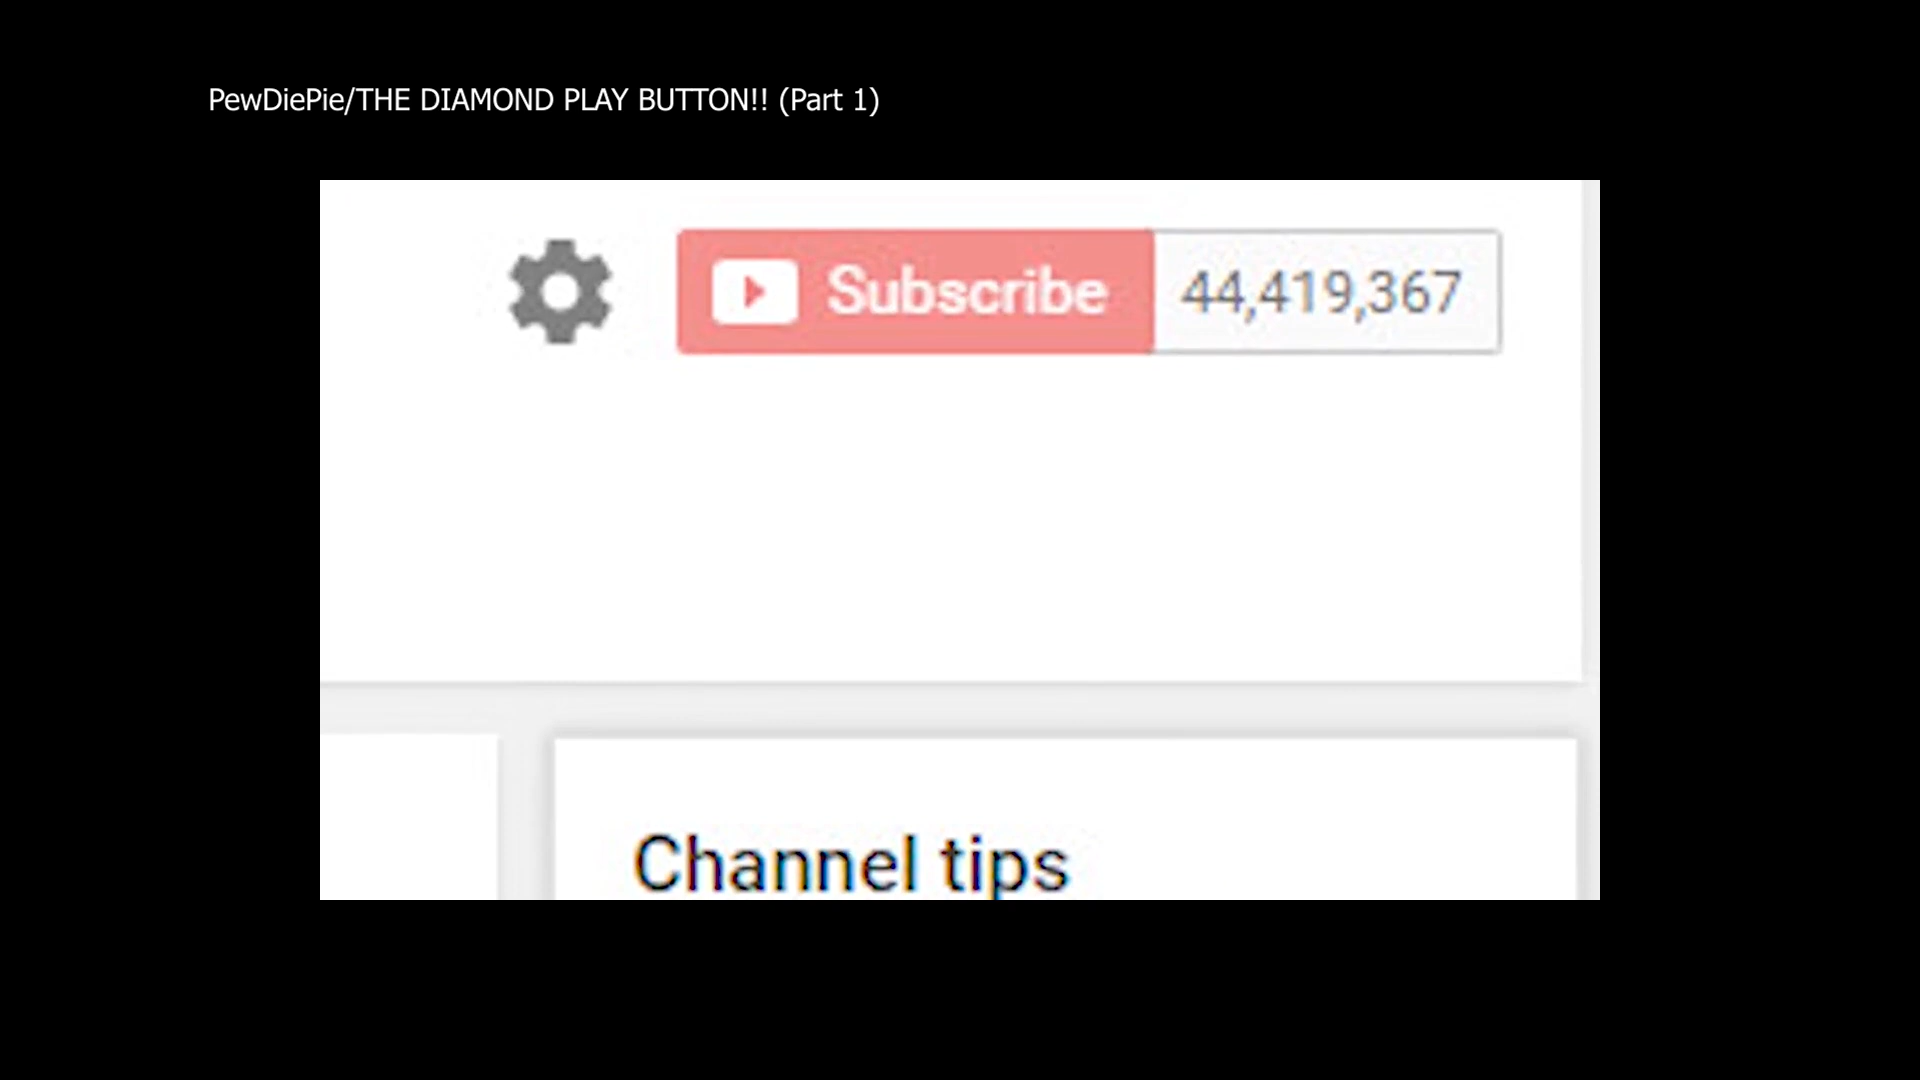 PewDiePie/THE DIAMOND PLAY BUTTON!! (Part 1)
Subscribe 44,419,367
Channel tips